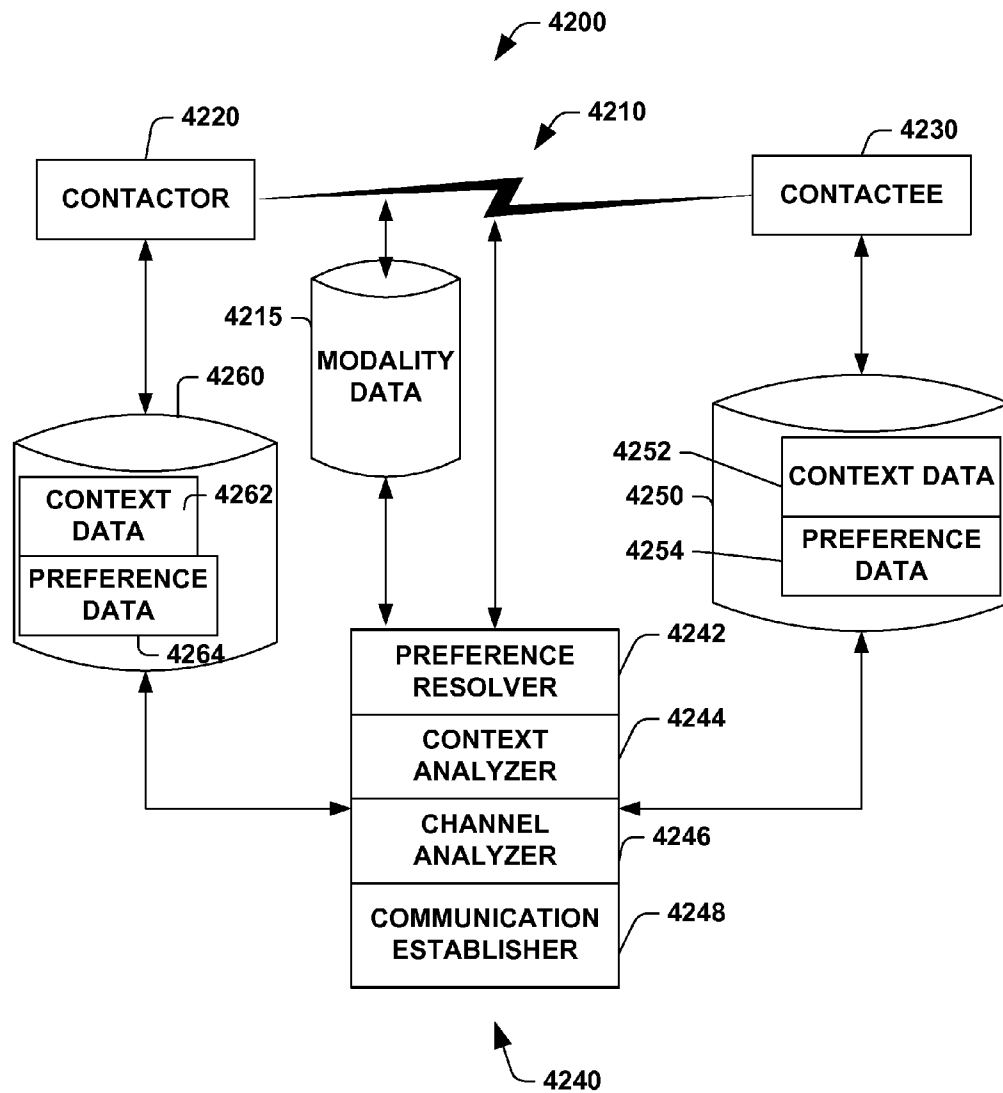 4200
4210
4220
4230
CONTACTOR
CONTACTEE
4215
MODALITY
DATA
4260
4252
4250
4254
CONTEXT
DATA
4262
PREFERENCE
DATA
4264
CONTEXT DATA
PREFERENCE
DATA
PREFERENCE
RESOLVER
4242
CONTEXT
ANALYZER
4244
CHANNEL
ANALYZER
4246
COMMUNICATION
ESTABLISHER
4248
4240